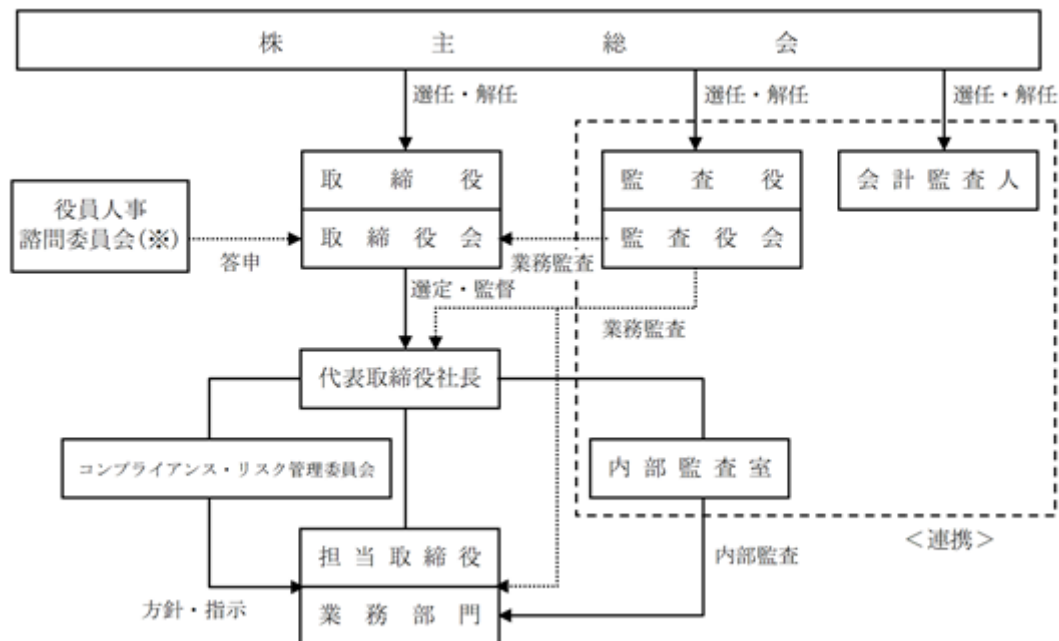 株主総会
選任・解任
選任・解任
選任・解任
取締役
監査役
会計監査人
役員人事
諮問委員会(※)
取締役会
監査役会
答申
業務監査
選定・監督
業務監査
代表取締役社長
コンプライアンス・リスク管理委員会
内部監査室
＜連携＞
担当取締役
内部監査
方針・指示
業務部門